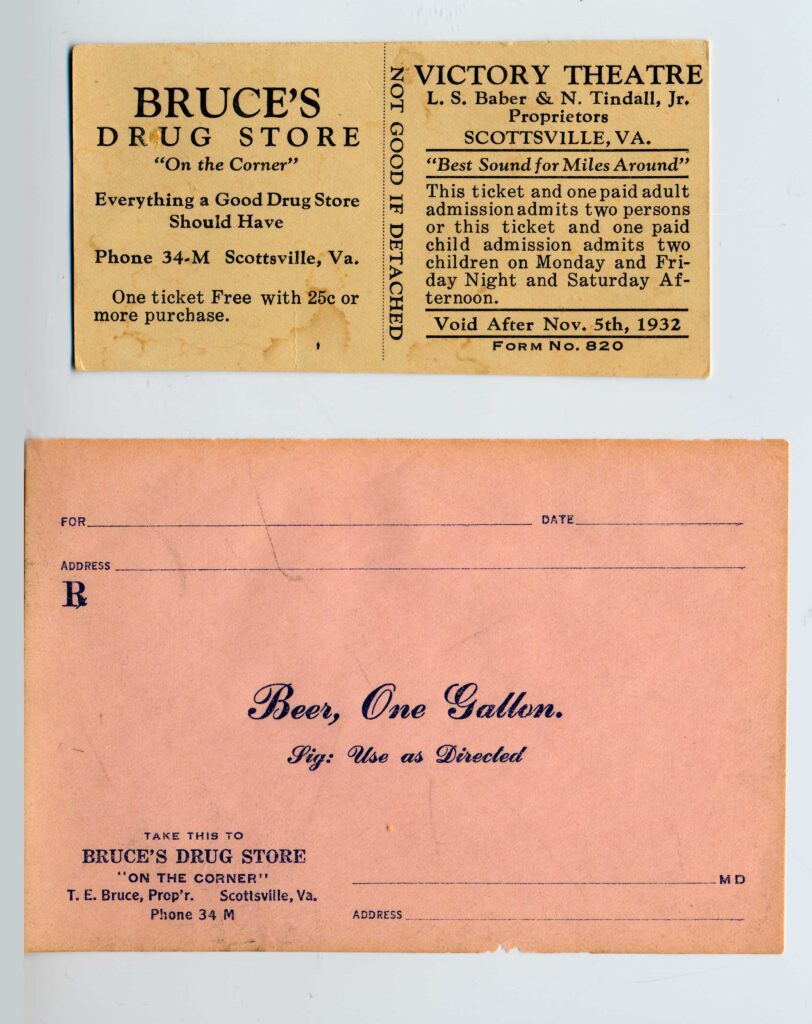 BRUCE'S
DRUG STORE
"On the Corner"
Everything a Good Drug Store
Should Have
Phone 34-M Scottsville, Va.
One ticket Free with 25c or
more purchase.
NOT GOOD IF DETACHED
VICTORY THEATRE
L. S. Baber & N. Tindall, Jr.
Proprietors
SCOTTSVILLE, VA.
"Best Sound for Miles Around"
This ticket and one paid adult
admission admits two persons
or this ticket and one paid
child admission admits two
children on Monday and Fri-
day Night and Saturday Af-
ternoon.
Void After Nov. 5th, 1932
FORM NO. 820
FOR DATE
ADDRESS
℞
Beer, One Gallon.
Sig: Use as Directed
TAKE THIS TO
BRUCE'S DRUG STORE
"ON THE CORNER"
T. E. Bruce, Prop'r. Scottsville, Va.
Phone 34 M
M D
ADDRESS